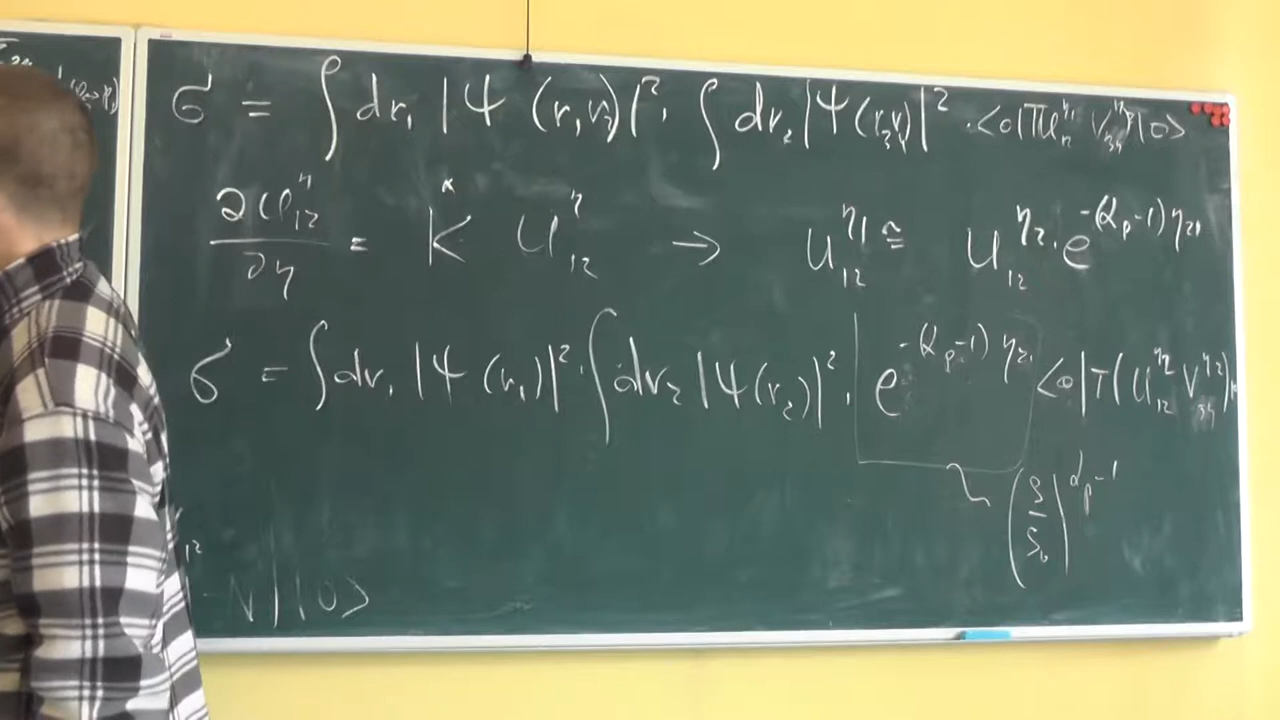 σ = ∫ dr₁ |Ψ (r₁ r₂)|² · ∫ dr₂ |Ψ(r₃ r₄)|² · <0|T U₁₂^η₁ V₃₄^η |0>
∂U₁₂^η / ∂η = K̂ U₁₂^η → U₁₂^η₁ ≅ U₁₂^η₂ · e^-(α_p-1) η₂₁
σ = ∫ dr₁ |Ψ (r₁)|² · ∫ dr₂ |Ψ(r₂)|² · e^-(α_p-1) η₂₁ <0|T(U₁₂^η₂ V₃₄^η₂)
(s/s₀)^α_p-1
|0>